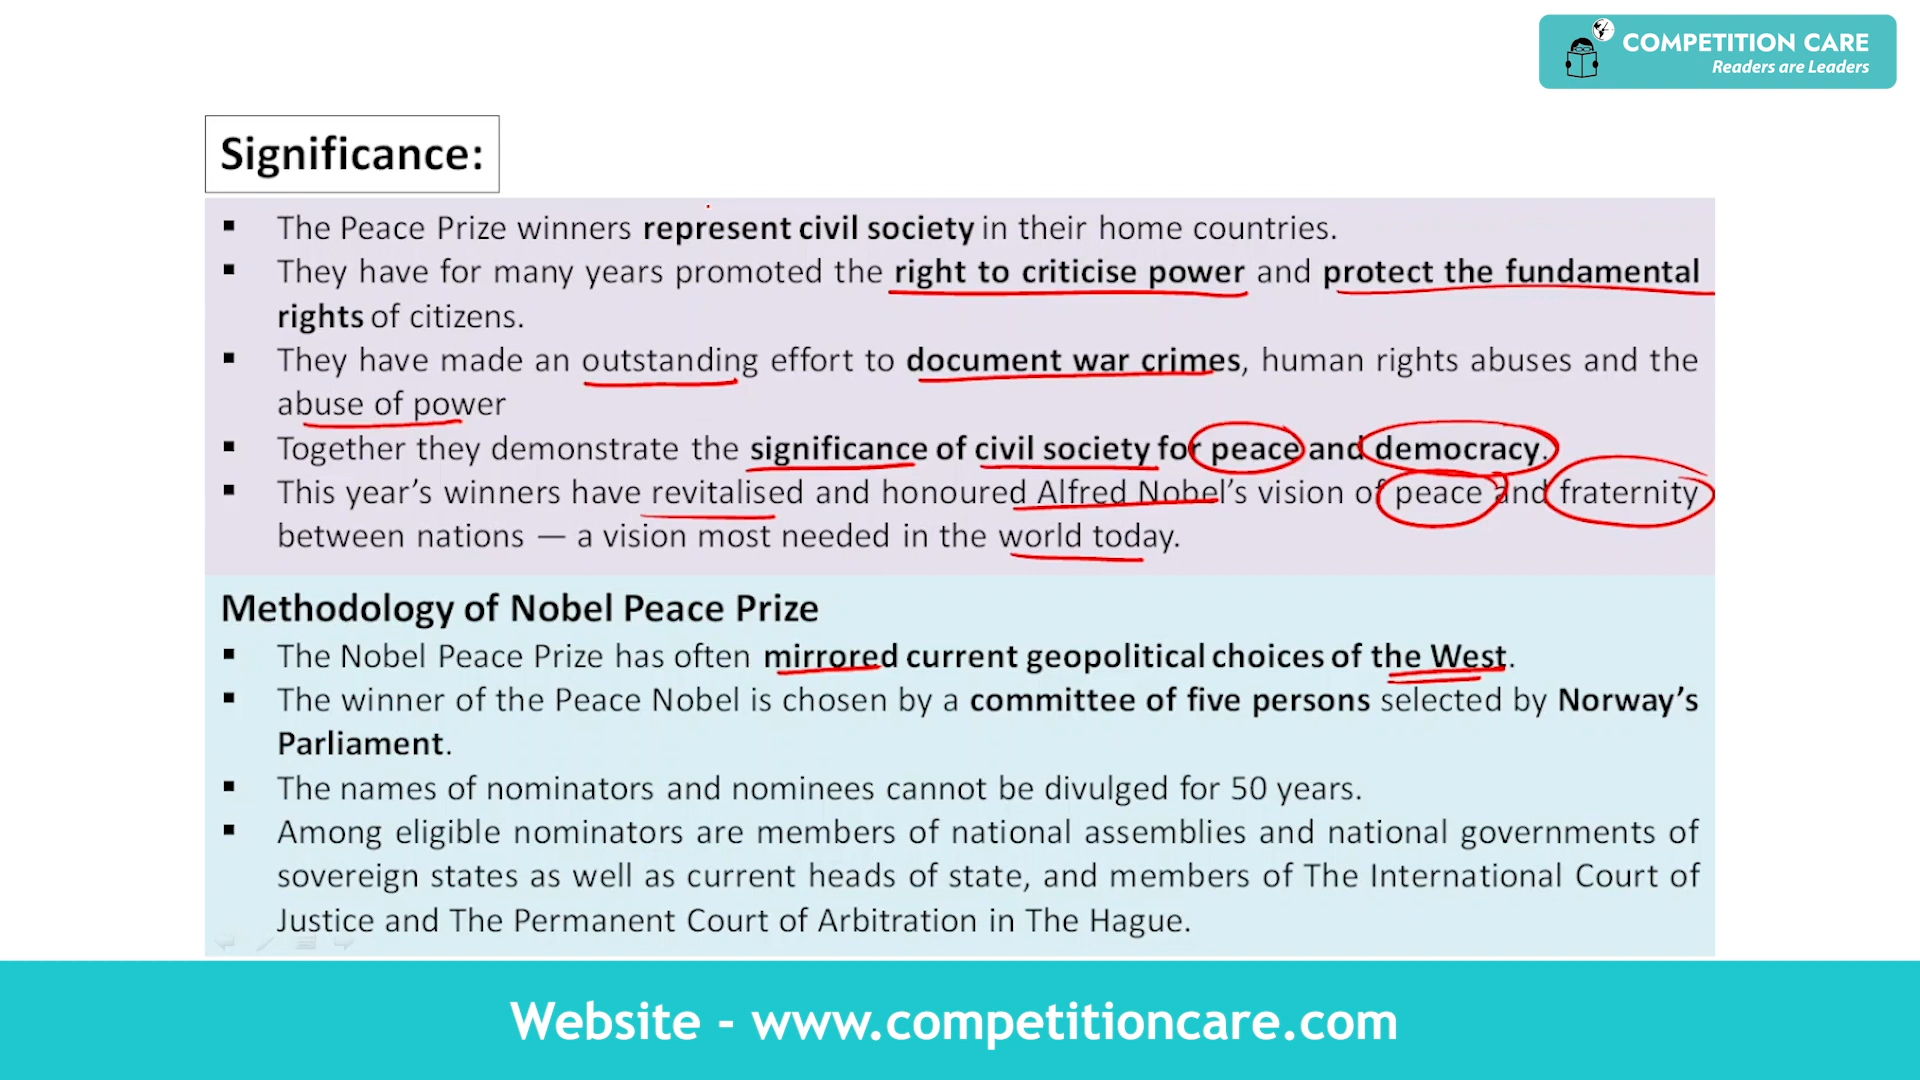 COMPETITION CARE
Readers are Leaders
Significance:
▪ The Peace Prize winners represent civil society in their home countries.
▪ They have for many years promoted the right to criticise power and protect the fundamental
rights of citizens.
▪ They have made an outstanding effort to document war crimes, human rights abuses and the
abuse of power
▪ Together they demonstrate the significance of civil society for peace and democracy.
▪ This year’s winners have revitalised and honoured Alfred Nobel’s vision of peace and fraternity
between nations — a vision most needed in the world today.
Methodology of Nobel Peace Prize
▪ The Nobel Peace Prize has often mirrored current geopolitical choices of the West.
▪ The winner of the Peace Nobel is chosen by a committee of five persons selected by Norway’s
Parliament.
▪ The names of nominators and nominees cannot be divulged for 50 years.
▪ Among eligible nominators are members of national assemblies and national governments of
sovereign states as well as current heads of state, and members of The International Court of
Justice and The Permanent Court of Arbitration in The Hague.
Website - www.competitioncare.com